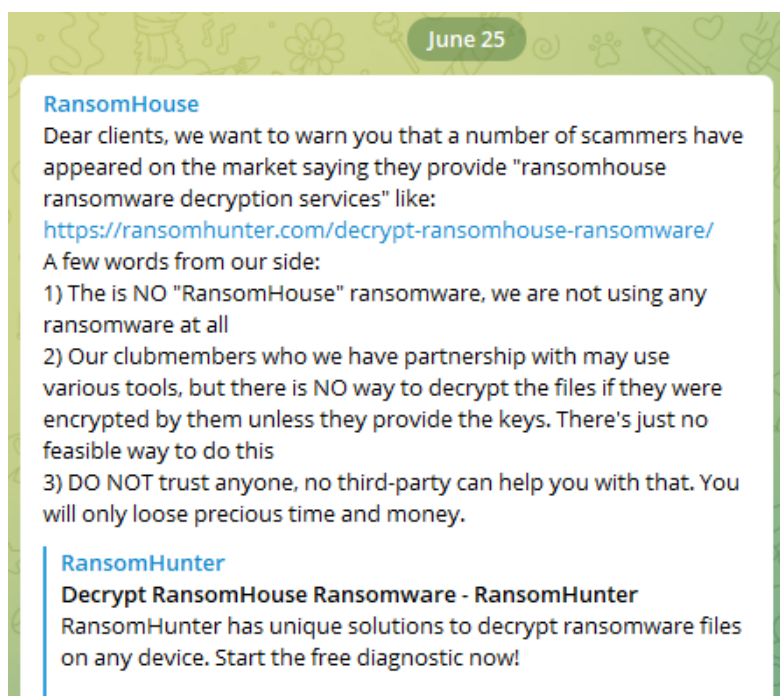 June 25
RansomHouse
Dear clients, we want to warn you that a number of scammers have
appeared on the market saying they provide "ransomhouse
ransomware decryption services" like:
https://ransomhunter.com/decrypt-ransomhouse-ransomware/
A few words from our side:
1) The is NO "RansomHouse" ransomware, we are not using any
ransomware at all
2) Our clubmembers who we have partnership with may use
various tools, but there is NO way to decrypt the files if they were
encrypted by them unless they provide the keys. There's just no
feasible way to do this
3) DO NOT trust anyone, no third-party can help you with that. You
will only loose precious time and money.
RansomHunter
Decrypt RansomHouse Ransomware - RansomHunter
RansomHunter has unique solutions to decrypt ransomware files
on any device. Start the free diagnostic now!